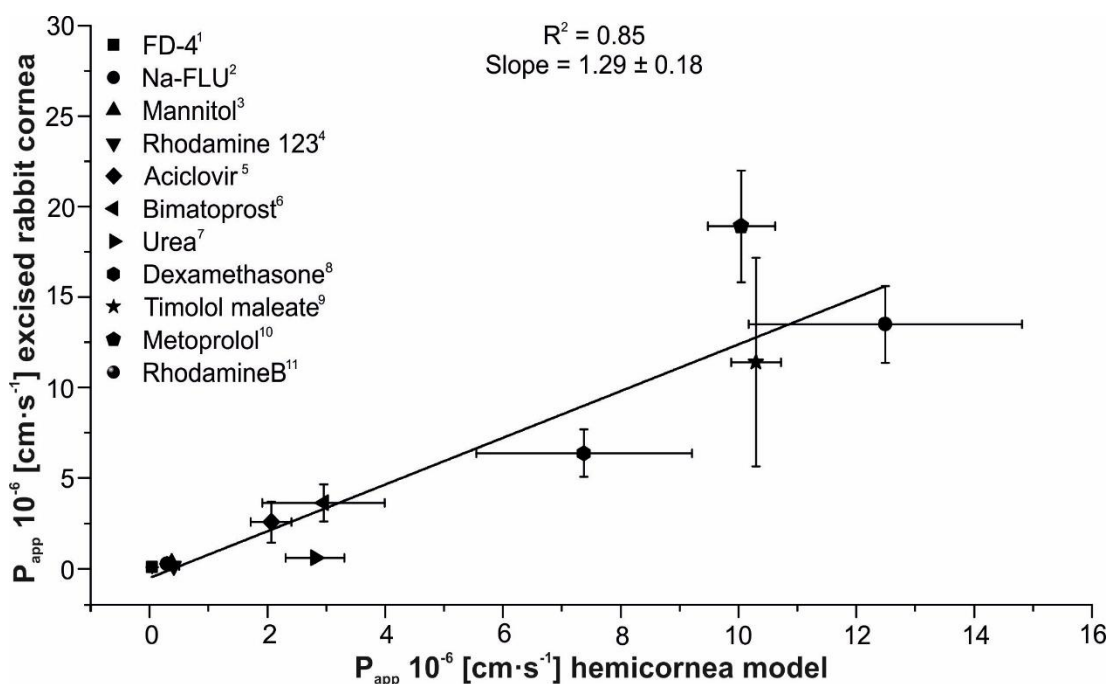 R² = 0.85
Slope = 1.29 ± 0.18
FD-4¹
Na-FLU²
Mannitol³
Rhodamine 123⁴
Aciclovir⁵
Bimatoprost⁶
Urea⁷
Dexamethasone⁸
Timolol maleate⁹
Metoprolol¹⁰
RhodamineB¹¹
Papp 10⁻⁶ [cm·s⁻¹] excised rabbit cornea
30
25
20
15
10
5
0
0 2 4 6 8 10 12 14 16
Papp 10⁻⁶ [cm·s⁻¹] hemicornea model